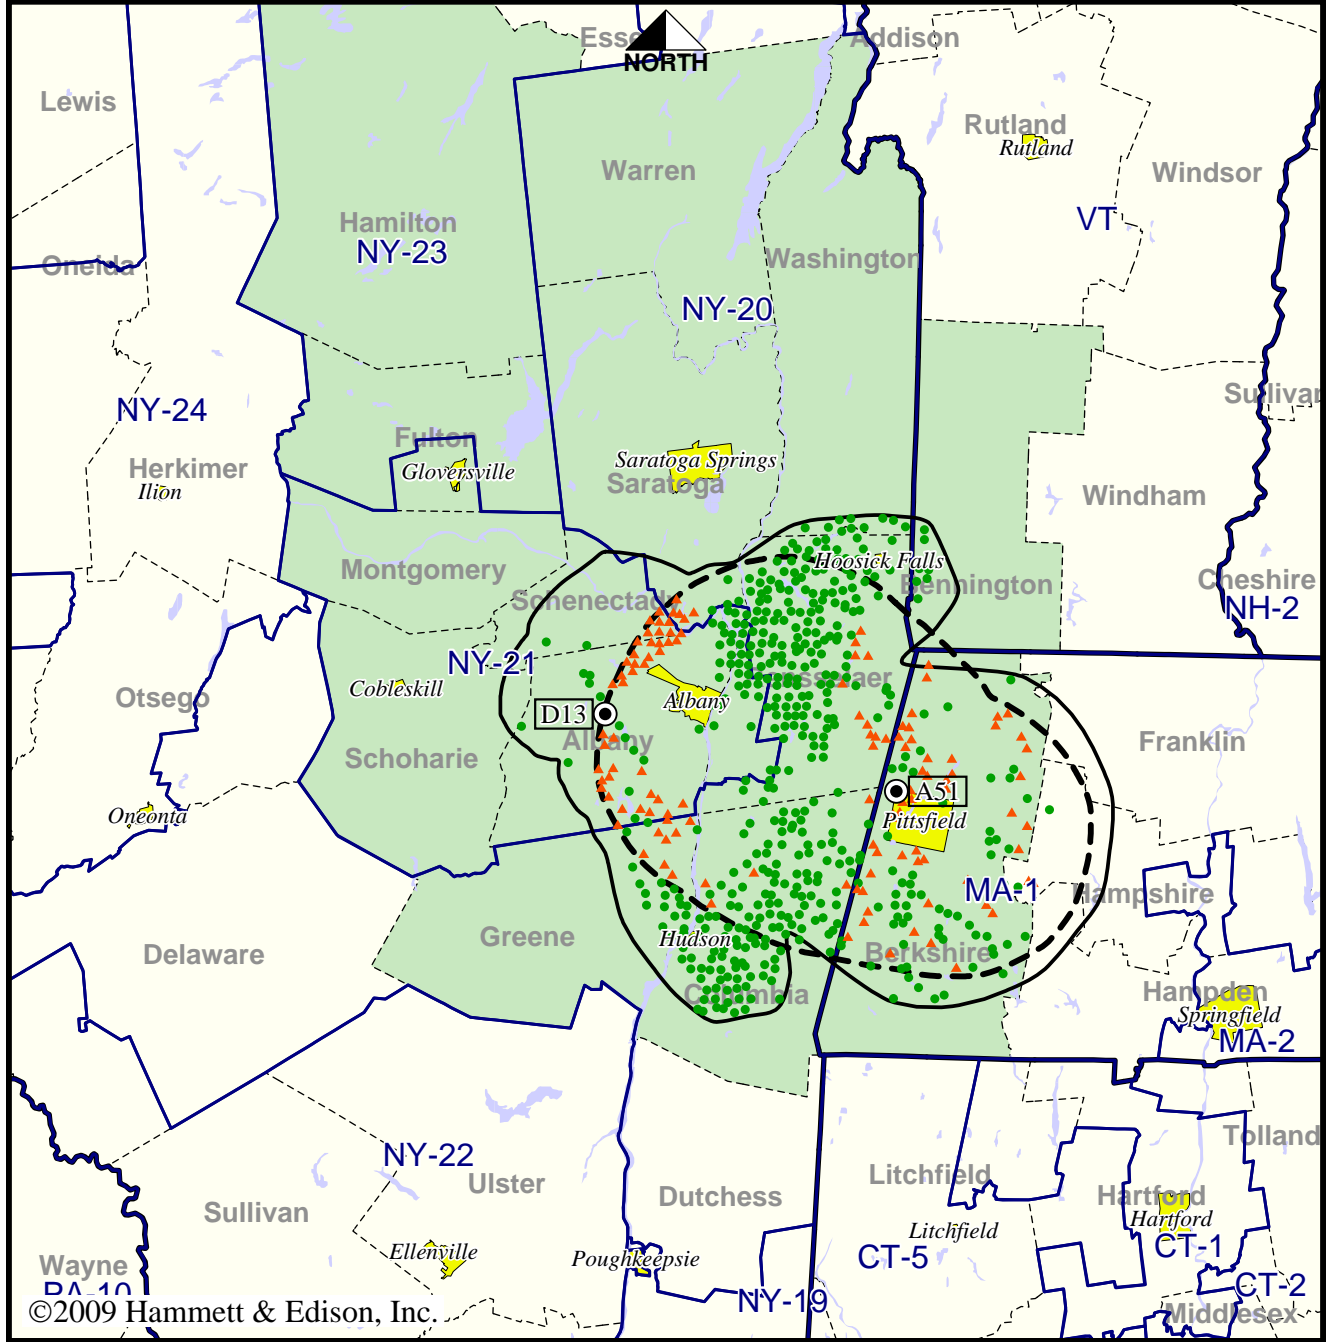 Essex
Addison
NORTH
Lewis
Rutland
Rutland
Warren
Windsor
Hamilton
NY-23
VT
Oneida
Washington
NY-20
Sullivan
NY-24
Fulton
Herkimer
Gloversville
Saratoga Springs
Ilion
Saratoga
Windham
Hoosick Falls
Montgomery
Bennington
Cheshire
Schenectady
NH-2
NY-21
Rensselaer
Cobleskill
Otsego
Albany
D13
Albany
Franklin
Schoharie
A51
Oneonta
Pittsfield
MA-1
Hampshire
Greene
Hudson
Delaware
Berkshire
Columbia
Hampden
Springfield
MA-2
Tolland
NY-22
Ulster
Litchfield
Dutchess
Hartford
Sullivan
Hartford
Litchfield
Ellenville
Poughkeepsie
CT-5
CT-1
Wayne
PA-10
CT-2
NY-19
©2009 Hammett & Edison, Inc.
Middlesex